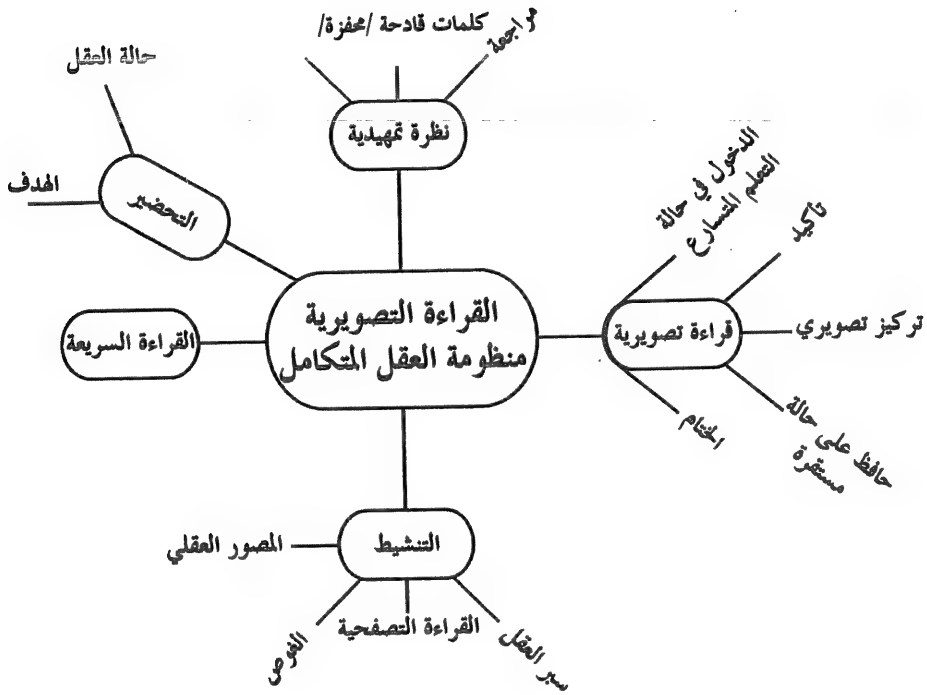 كلمات قادحة /محفزة/
مراجعة
نظرة تمهيدية
حالة العقل
الهدف
التحضير
الدخول في حالة
التعلم المتسارع
تأكيد
قراءة تصويرية
تركيز تصويري
حافظ على حالة
مستقرة
الختام
القراءة التصويرية
منظومة العقل المتكامل
القراءة السريعة
التنشيط
المصور العقلي
الغوص
القراءة التصفحية
سبر العقل